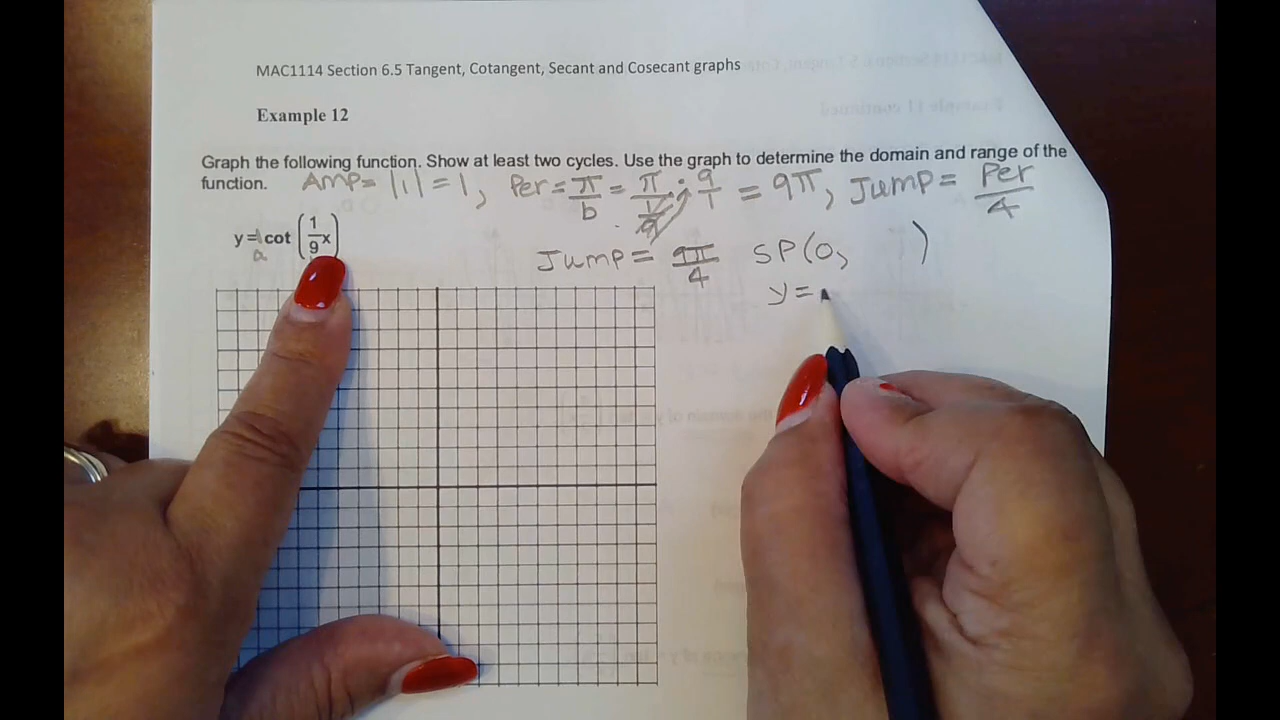 MAC1114 Section 6.5 Tangent, Cotangent, Secant and Cosecant graphs
Example 12
Graph the following function. Show at least two cycles. Use the graph to determine the domain and range of the
function. Amp = |1| = 1, Per = π/b = π/(1/9) · 9/1 = 9π, Jump = Per/4
y = 1 cot (1/9 x)
a
Jump = 9π/4 SP(0, )
y =